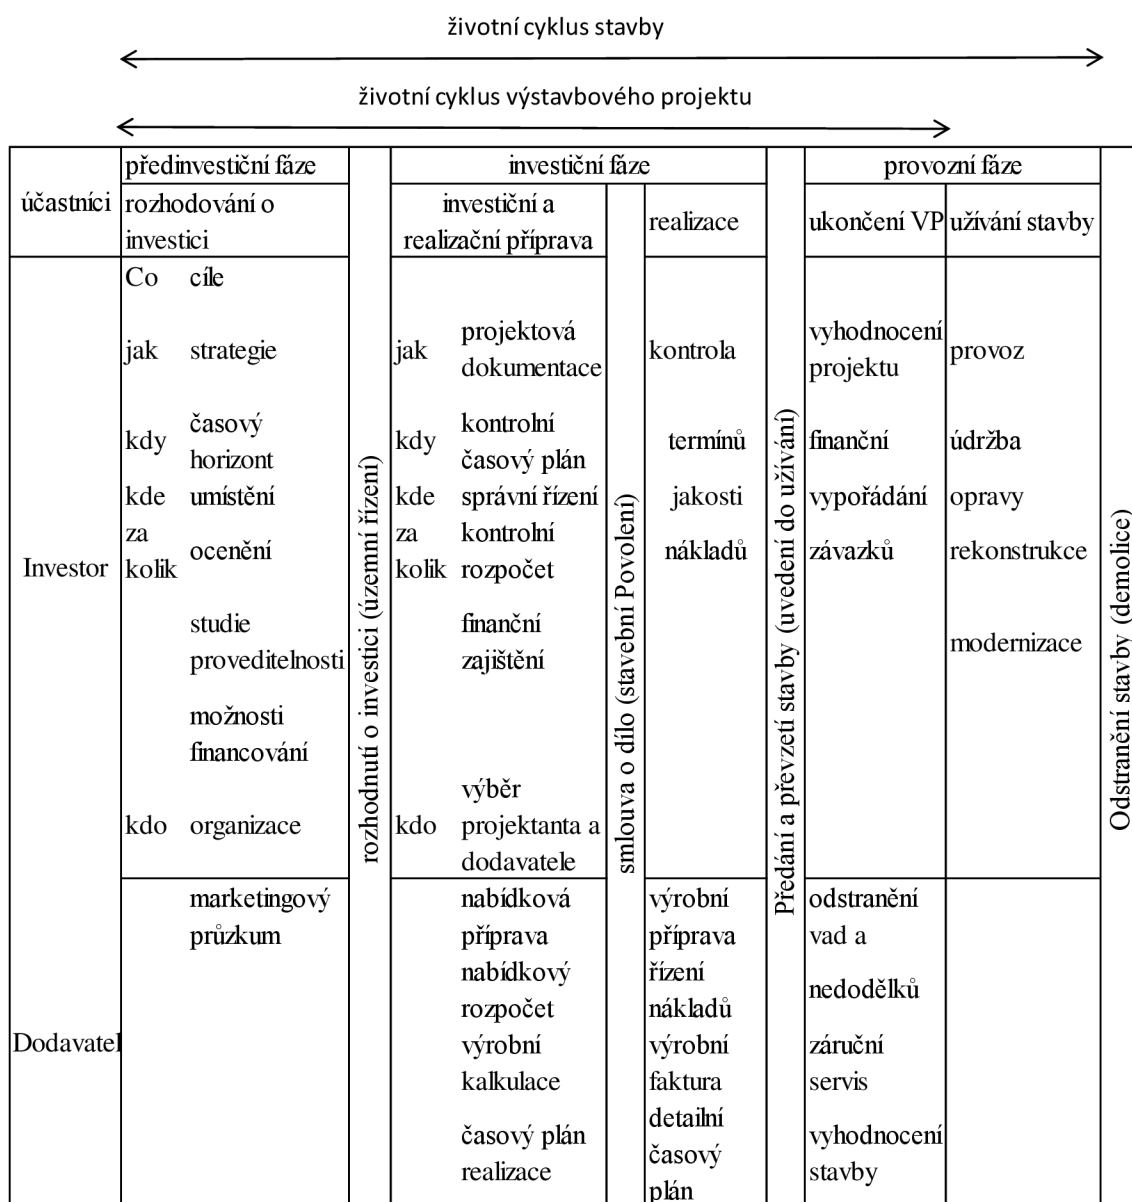 životní cyklus stavby
životní cyklus výstavbového projektu
účastníci
předinvestiční fáze
investiční fáze
provozní fáze
rozhodování o
investici
investiční a
realizační příprava
realizace
ukončení VP
užívání stavby
Investor
Co cíle
jak strategie
kdy časový
horizont
kde umístění
za
kolik ocenění
studie
proveditelnosti
možnosti
financování
kdo organizace
rozhodnutí o investici (územní řízení)
jak projektová
dokumentace
kdy kontrolní
časový plán
kde správní řízení
za kontrolní
kolik rozpočet
finanční
zajištění
výběr
kdo projektanta a
dodavatele
smlouva o dílo (stavební Povolení)
kontrola
termínů
jakosti
nákladů
Předání a převzetí stavby (uvedení do užívání)
vyhodnocení
projektu
finanční
vypořádání
závazků
provoz
údržba
opravy
rekonstrukce
modernizace
Odstranění stavby (demolice)
Dodavatel
marketingový
průzkum
nabídková
příprava
nabídkový
rozpočet
výrobní
kalkulace
časový plán
realizace
výrobní
příprava
řízení
nákladů
výrobní
faktura
detailní
časový
plán
odstranění
vad a
nedodělků
záruční
servis
vyhodnocení
stavby